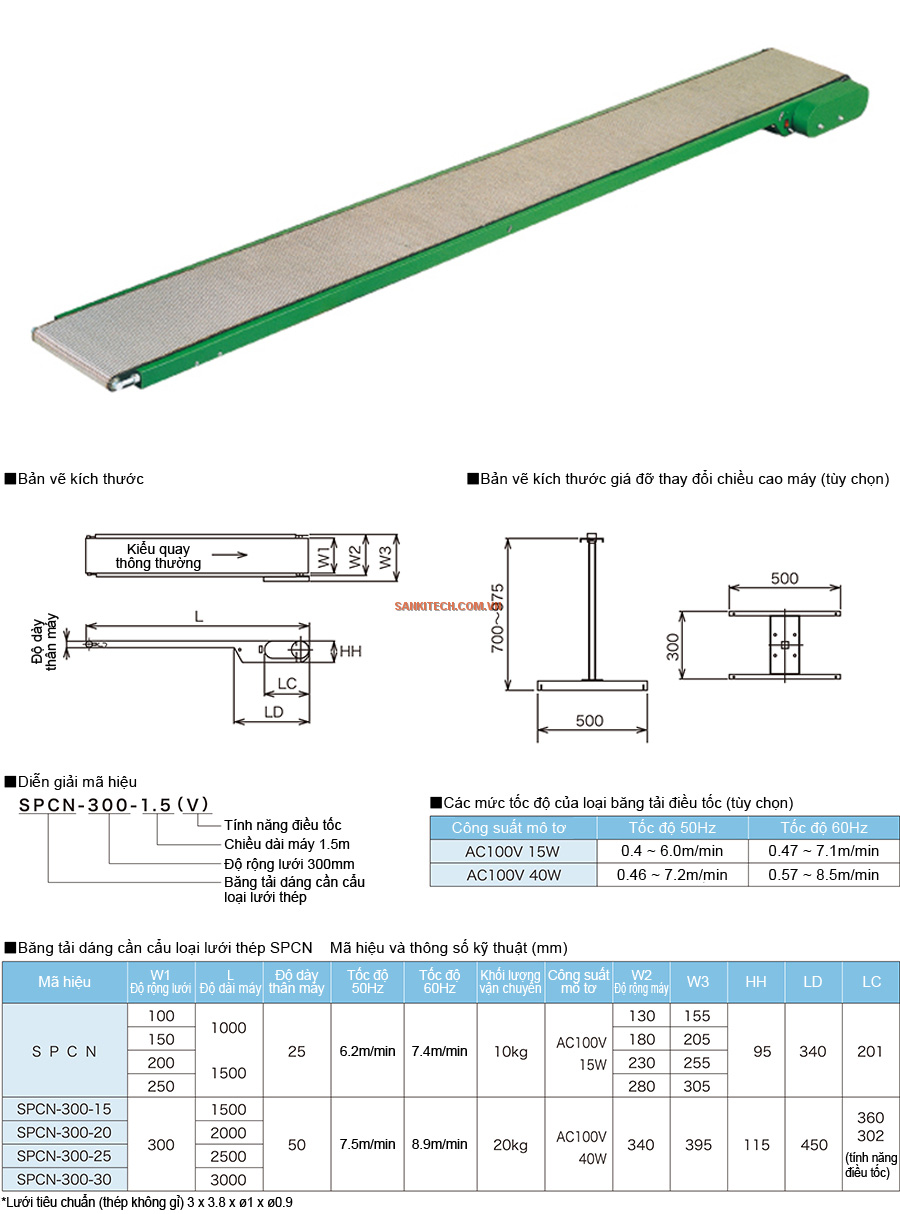 ■Bản vẽ kích thước
■Bản vẽ kích thước giá đỡ thay đổi chiều cao máy (tùy chọn)
Kiểu quay
thông thường
W1
W2
W3
L
Độ dày
thân máy
HH
LC
LD
SANKITECH.COM.VN
700~875
500
500
300
■Diễn giải mã hiệu
SPCN-300-1.5(V)
Tính năng điều tốc
Chiều dài máy 1.5m
Độ rộng lưới 300mm
Băng tải dáng cần cẩu
loại lưới thép
■Các mức tốc độ của loại băng tải điều tốc (tùy chọn)
Công suất mô tơ Tốc độ 50Hz Tốc độ 60Hz
AC100V 15W 0.4 ~ 6.0m/min 0.47 ~ 7.1m/min
AC100V 40W 0.46 ~ 7.2m/min 0.57 ~ 8.5m/min
■Băng tải dáng cần cẩu loại lưới thép SPCN Mã hiệu và thông số kỹ thuật (mm)
Mã hiệu W1 Độ rộng lưới L Độ dài máy Độ dày thân máy Tốc độ 50Hz Tốc độ 60Hz Khối lượng vận chuyển Công suất mô tơ W2 Độ rộng máy W3 HH LD LC
SPCN 100 1000 25 6.2m/min 7.4m/min 10kg AC100V 15W 130 155 95 340 201
150 180 205
200 1500 230 255
250 280 305
SPCN-300-15 300 1500 50 7.5m/min 8.9m/min 20kg AC100V 40W 340 395 115 450 360
SPCN-300-20 2000 302
SPCN-300-25 2500 (tính năng
SPCN-300-30 3000 điều tốc)
*Lưới tiêu chuẩn (thép không gỉ) 3 x 3.8 x ø1 x ø0.9